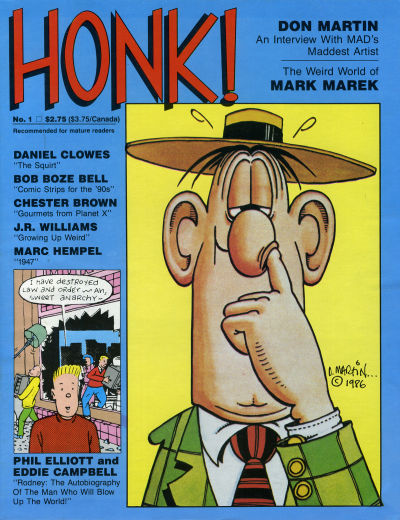 HONK!
DON MARTIN
An Interview With MAD's
Maddest Artist
The Weird World of
MARK MAREK
No. 1 □ $2.75 ($3.75/Canada)
Recommended for mature readers
DANIEL CLOWES
"The Squirt"
BOB BOZE BELL
"Comic Strips for the '90s"
CHESTER BROWN
"Gourmets from Planet X"
J.R. WILLIAMS
"Growing Up Weird"
MARC HEMPEL
"1947"
I HAVE DESTROYED
LAW AND ORDER — AH,
SWEET ANARCHY —
D. MARTIN...
© 1986
PHIL ELLIOTT and
EDDIE CAMPBELL
"Rodney: The Autobiography
Of The Man Who Will Blow
Up The World!"